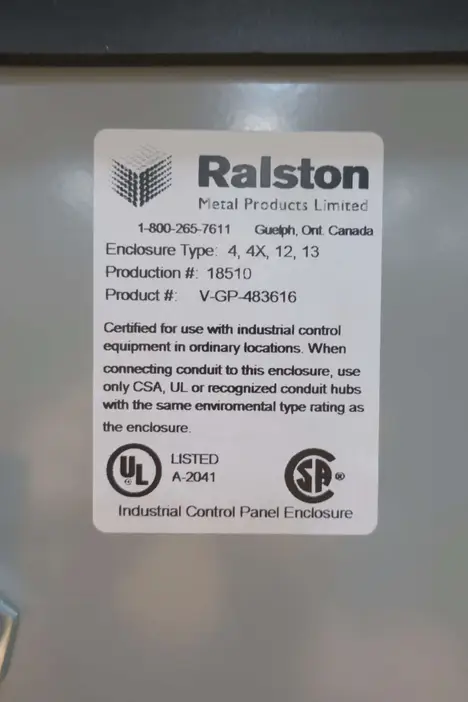 Ralston
Metal Products Limited
1-800-265-7611 Guelph, Ont. Canada
Enclosure Type: 4, 4X, 12, 13
Production #: 18510
Product #: V-GP-483616
Certified for use with industrial control
equipment in ordinary locations. When
connecting conduit to this enclosure, use
only CSA, UL or recognized conduit hubs
with the same enviromental type rating as
the enclosure.
UL LISTED
A-2041
SA ®
Industrial Control Panel Enclosure